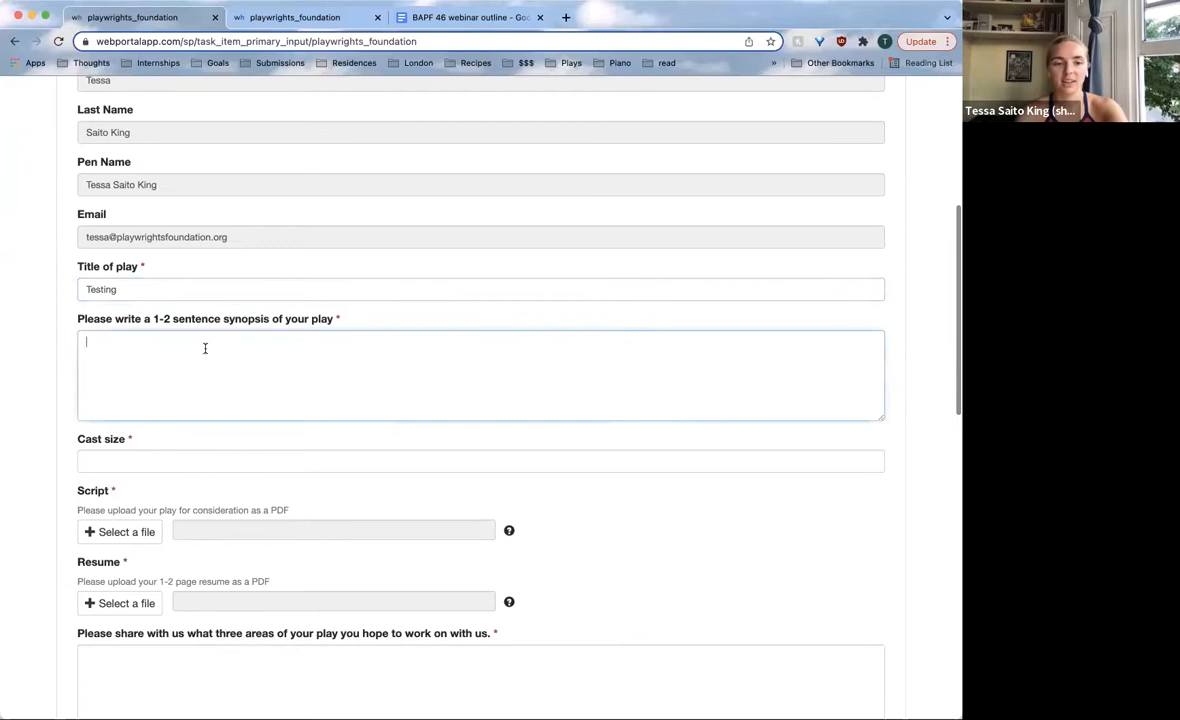 playwrights_foundation
playwrights_foundation
BAPF 46 webinar outline - Goo
webportalapp.com/sp/task_item_primary_input/playwrights_foundation
T
Update
Apps
Thoughts
Internships
Goals
Submissions
Residences
London
Recipes
$$$
Plays
Piano
read
»
Other Bookmarks
Reading List
Tessa
Last Name
Saito King
Pen Name
Tessa Saito King
Email
tessa@playwrightsfoundation.org
Title of play *
Testing
Please write a 1-2 sentence synopsis of your play *
Cast size *
Script *
Please upload your play for consideration as a PDF
+ Select a file
?
Resume *
Please upload your 1-2 page resume as a PDF
+ Select a file
?
Please share with us what three areas of your play you hope to work on with us. *
Tessa Saito King (sh...